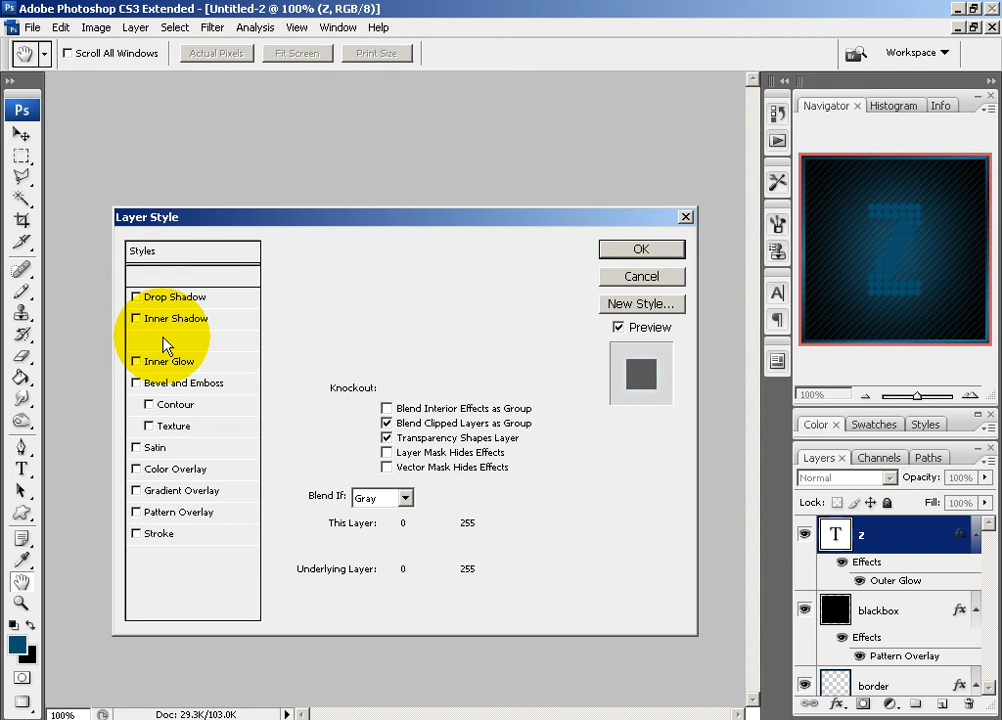 Ps Adobe Photoshop CS3 Extended - [Untitled-2 @ 100% (Z, RGB/8)]
File Edit Image Layer Select Filter Analysis View Window Help
Scroll All Windows Actual Pixels Fit Screen Print Size Workspace
Ps
Navigator Histogram Info
Z
100%
Color Swatches Styles
Layers Channels Paths
Normal Opacity: 100%
Lock: Fill: 100%
T Z
Effects
Outer Glow
blackbox fx
Effects
Pattern Overlay
border fx
Layer Style
Styles
Drop Shadow
Inner Shadow
Inner Glow
Bevel and Emboss
Contour
Texture
Satin
Color Overlay
Gradient Overlay
Pattern Overlay
Stroke
Knockout:
Blend Interior Effects as Group
Blend Clipped Layers as Group
Transparency Shapes Layer
Layer Mask Hides Effects
Vector Mask Hides Effects
Blend If: Gray
This Layer: 0 255
Underlying Layer: 0 255
OK
Cancel
New Style...
Preview
100% Doc: 29.3K/103.0K